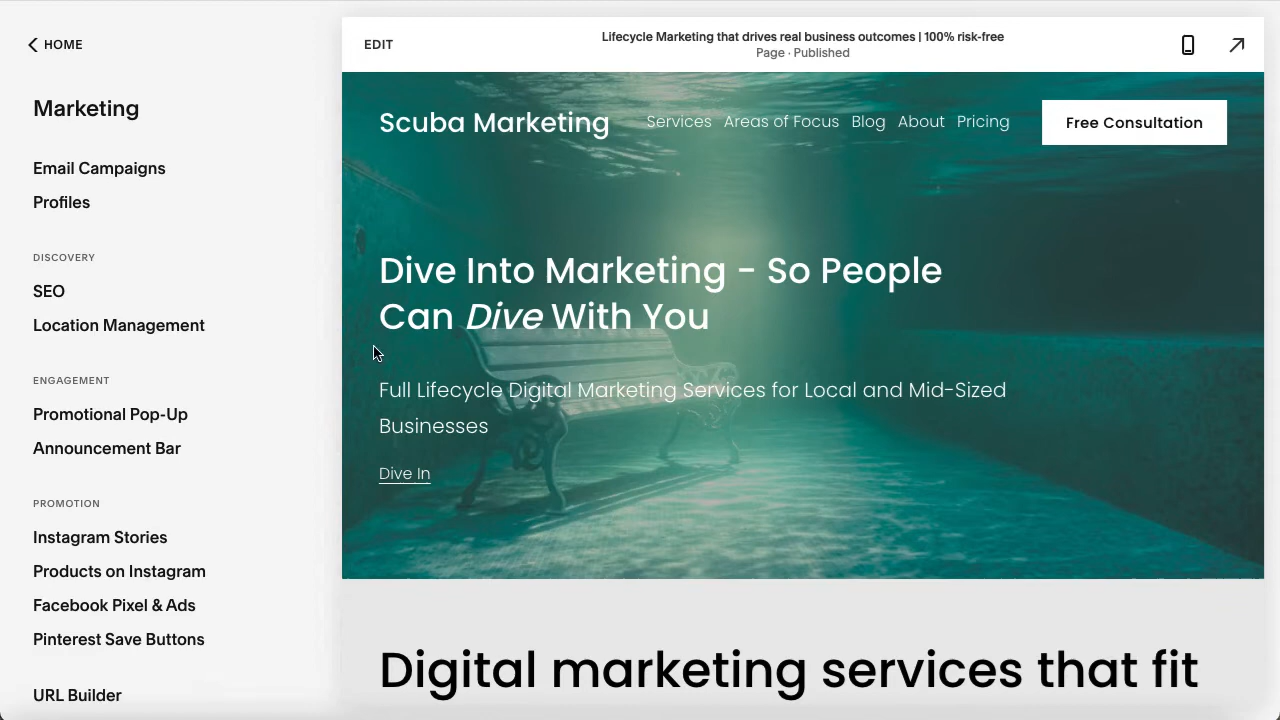 HOME
Marketing
Email Campaigns
Profiles
DISCOVERY
SEO
Location Management
ENGAGEMENT
Promotional Pop-Up
Announcement Bar
PROMOTION
Instagram Stories
Products on Instagram
Facebook Pixel & Ads
Pinterest Save Buttons
URL Builder
EDIT
Lifecycle Marketing that drives real business outcomes | 100% risk-free
Page · Published
Scuba Marketing
Services Areas of Focus Blog About Pricing
Free Consultation
Dive Into Marketing - So People
Can Dive With You
Full Lifecycle Digital Marketing Services for Local and Mid-Sized
Businesses
Dive In
Digital marketing services that fit